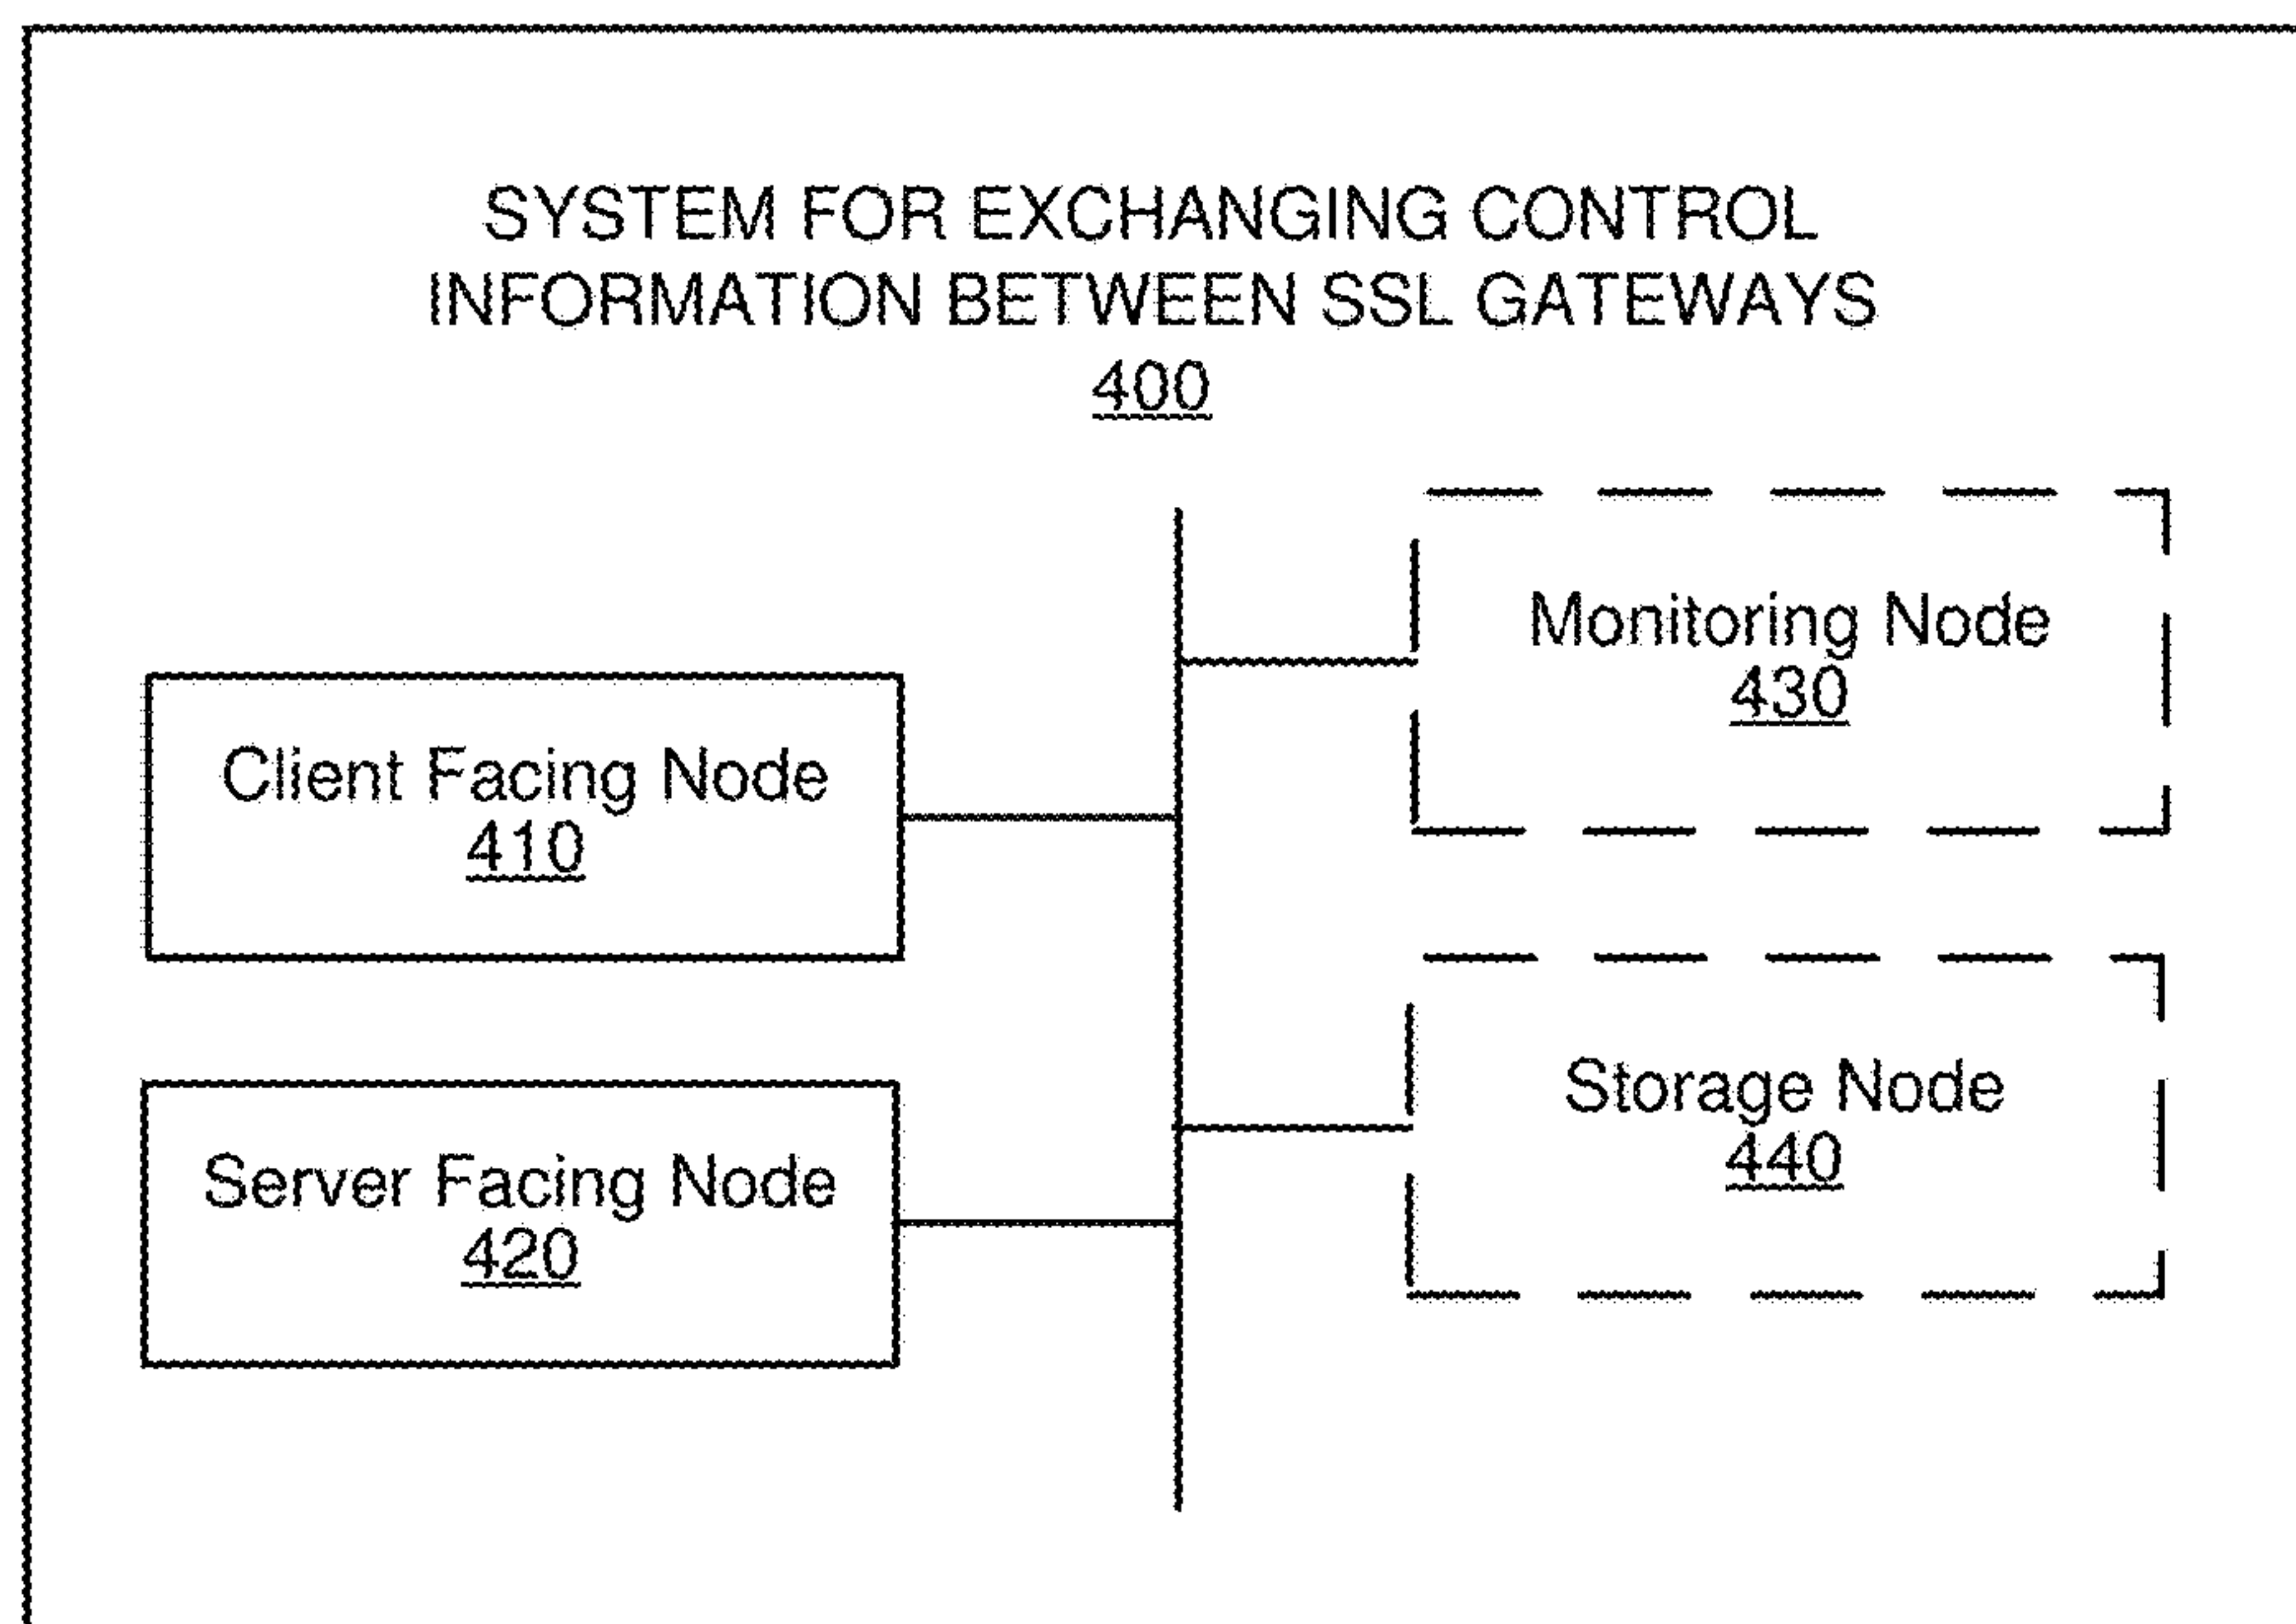 SYSTEM FOR EXCHANGING CONTROL
INFORMATION BETWEEN SSL GATEWAYS
400
Client Facing Node
410
Server Facing Node
420
Monitoring Node
430
Storage Node
440